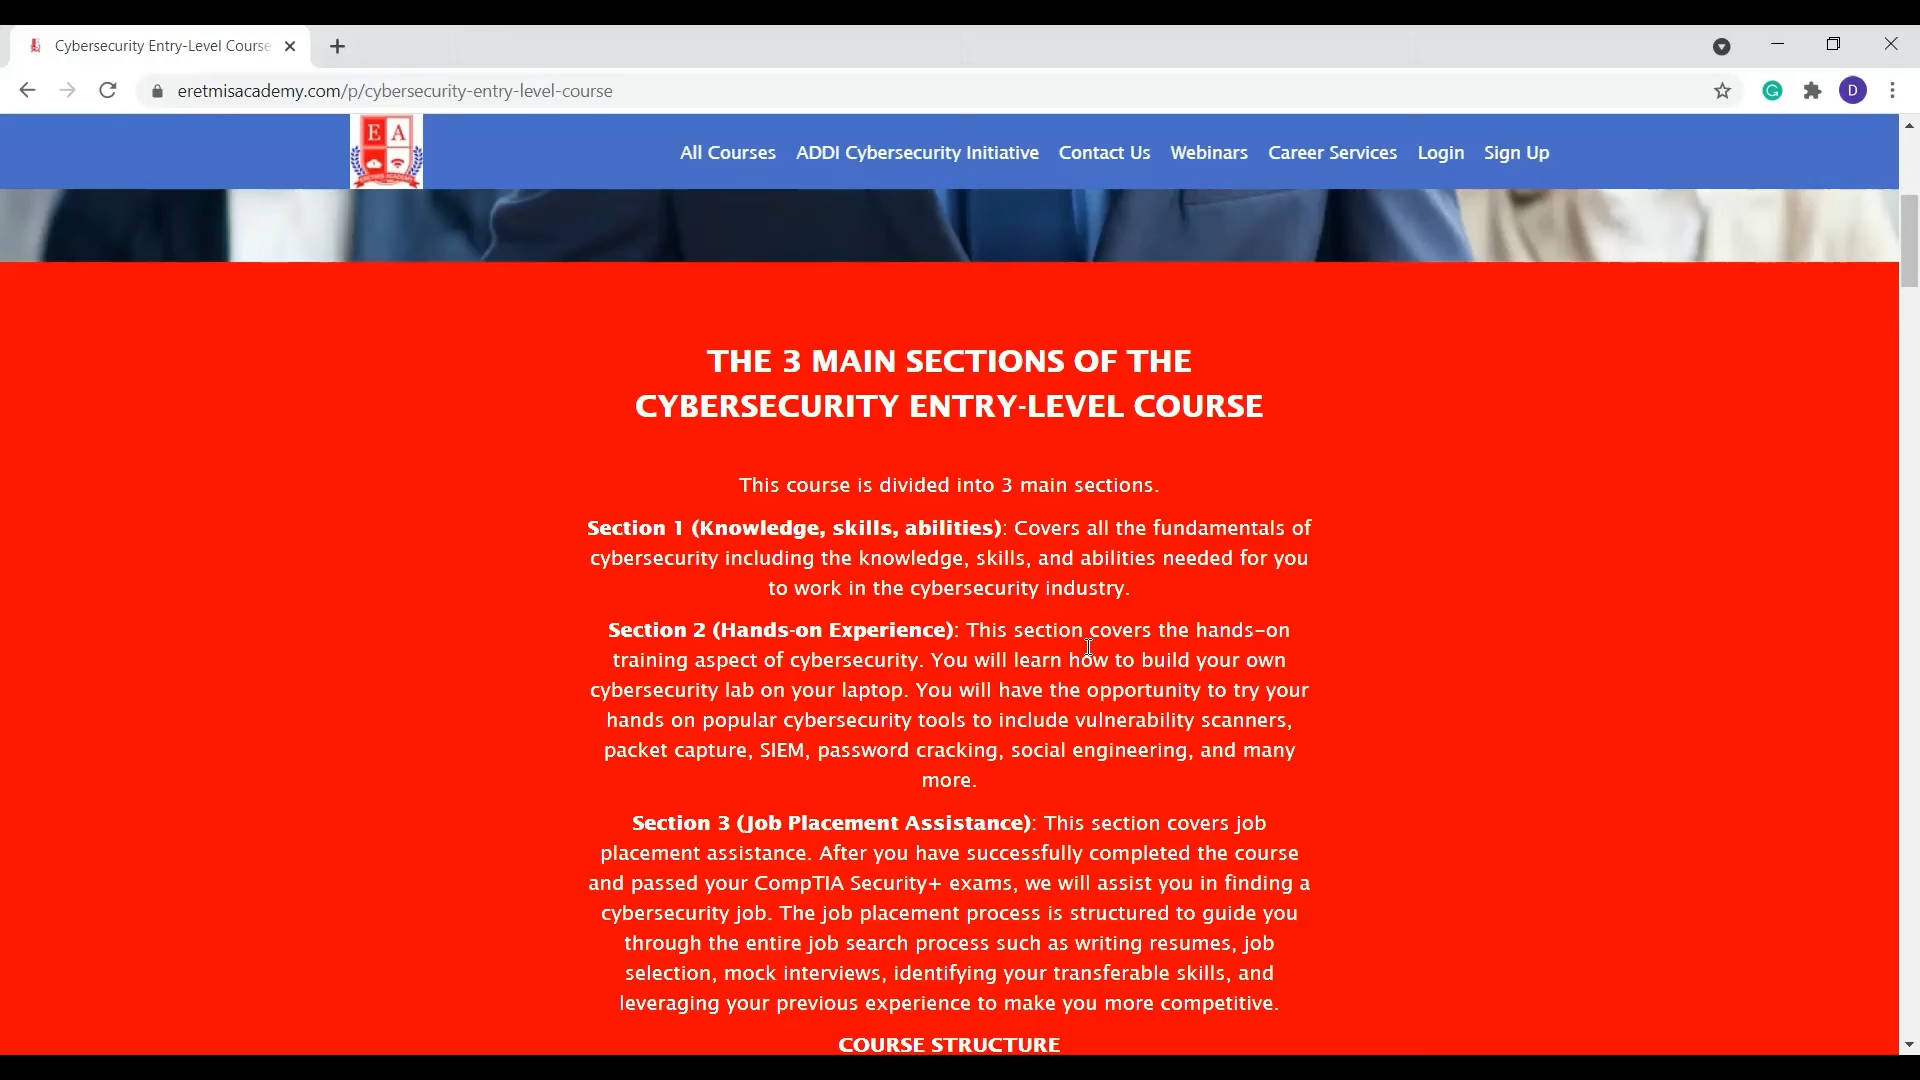 Cybersecurity Entry-Level Course
eretmisacademy.com/p/cybersecurity-entry-level-course
G
D
E A
All Courses ADDI Cybersecurity Initiative Contact Us Webinars Career Services Login Sign Up
THE 3 MAIN SECTIONS OF THE
CYBERSECURITY ENTRY-LEVEL COURSE
This course is divided into 3 main sections.
Section 1 (Knowledge, skills, abilities): Covers all the fundamentals of
cybersecurity including the knowledge, skills, and abilities needed for you
to work in the cybersecurity industry.
Section 2 (Hands-on Experience): This section covers the hands-on
training aspect of cybersecurity. You will learn how to build your own
cybersecurity lab on your laptop. You will have the opportunity to try your
hands on popular cybersecurity tools to include vulnerability scanners,
packet capture, SIEM, password cracking, social engineering, and many
more.
Section 3 (Job Placement Assistance): This section covers job
placement assistance. After you have successfully completed the course
and passed your CompTIA Security+ exams, we will assist you in finding a
cybersecurity job. The job placement process is structured to guide you
through the entire job search process such as writing resumes, job
selection, mock interviews, identifying your transferable skills, and
leveraging your previous experience to make you more competitive.
COURSE STRUCTURE